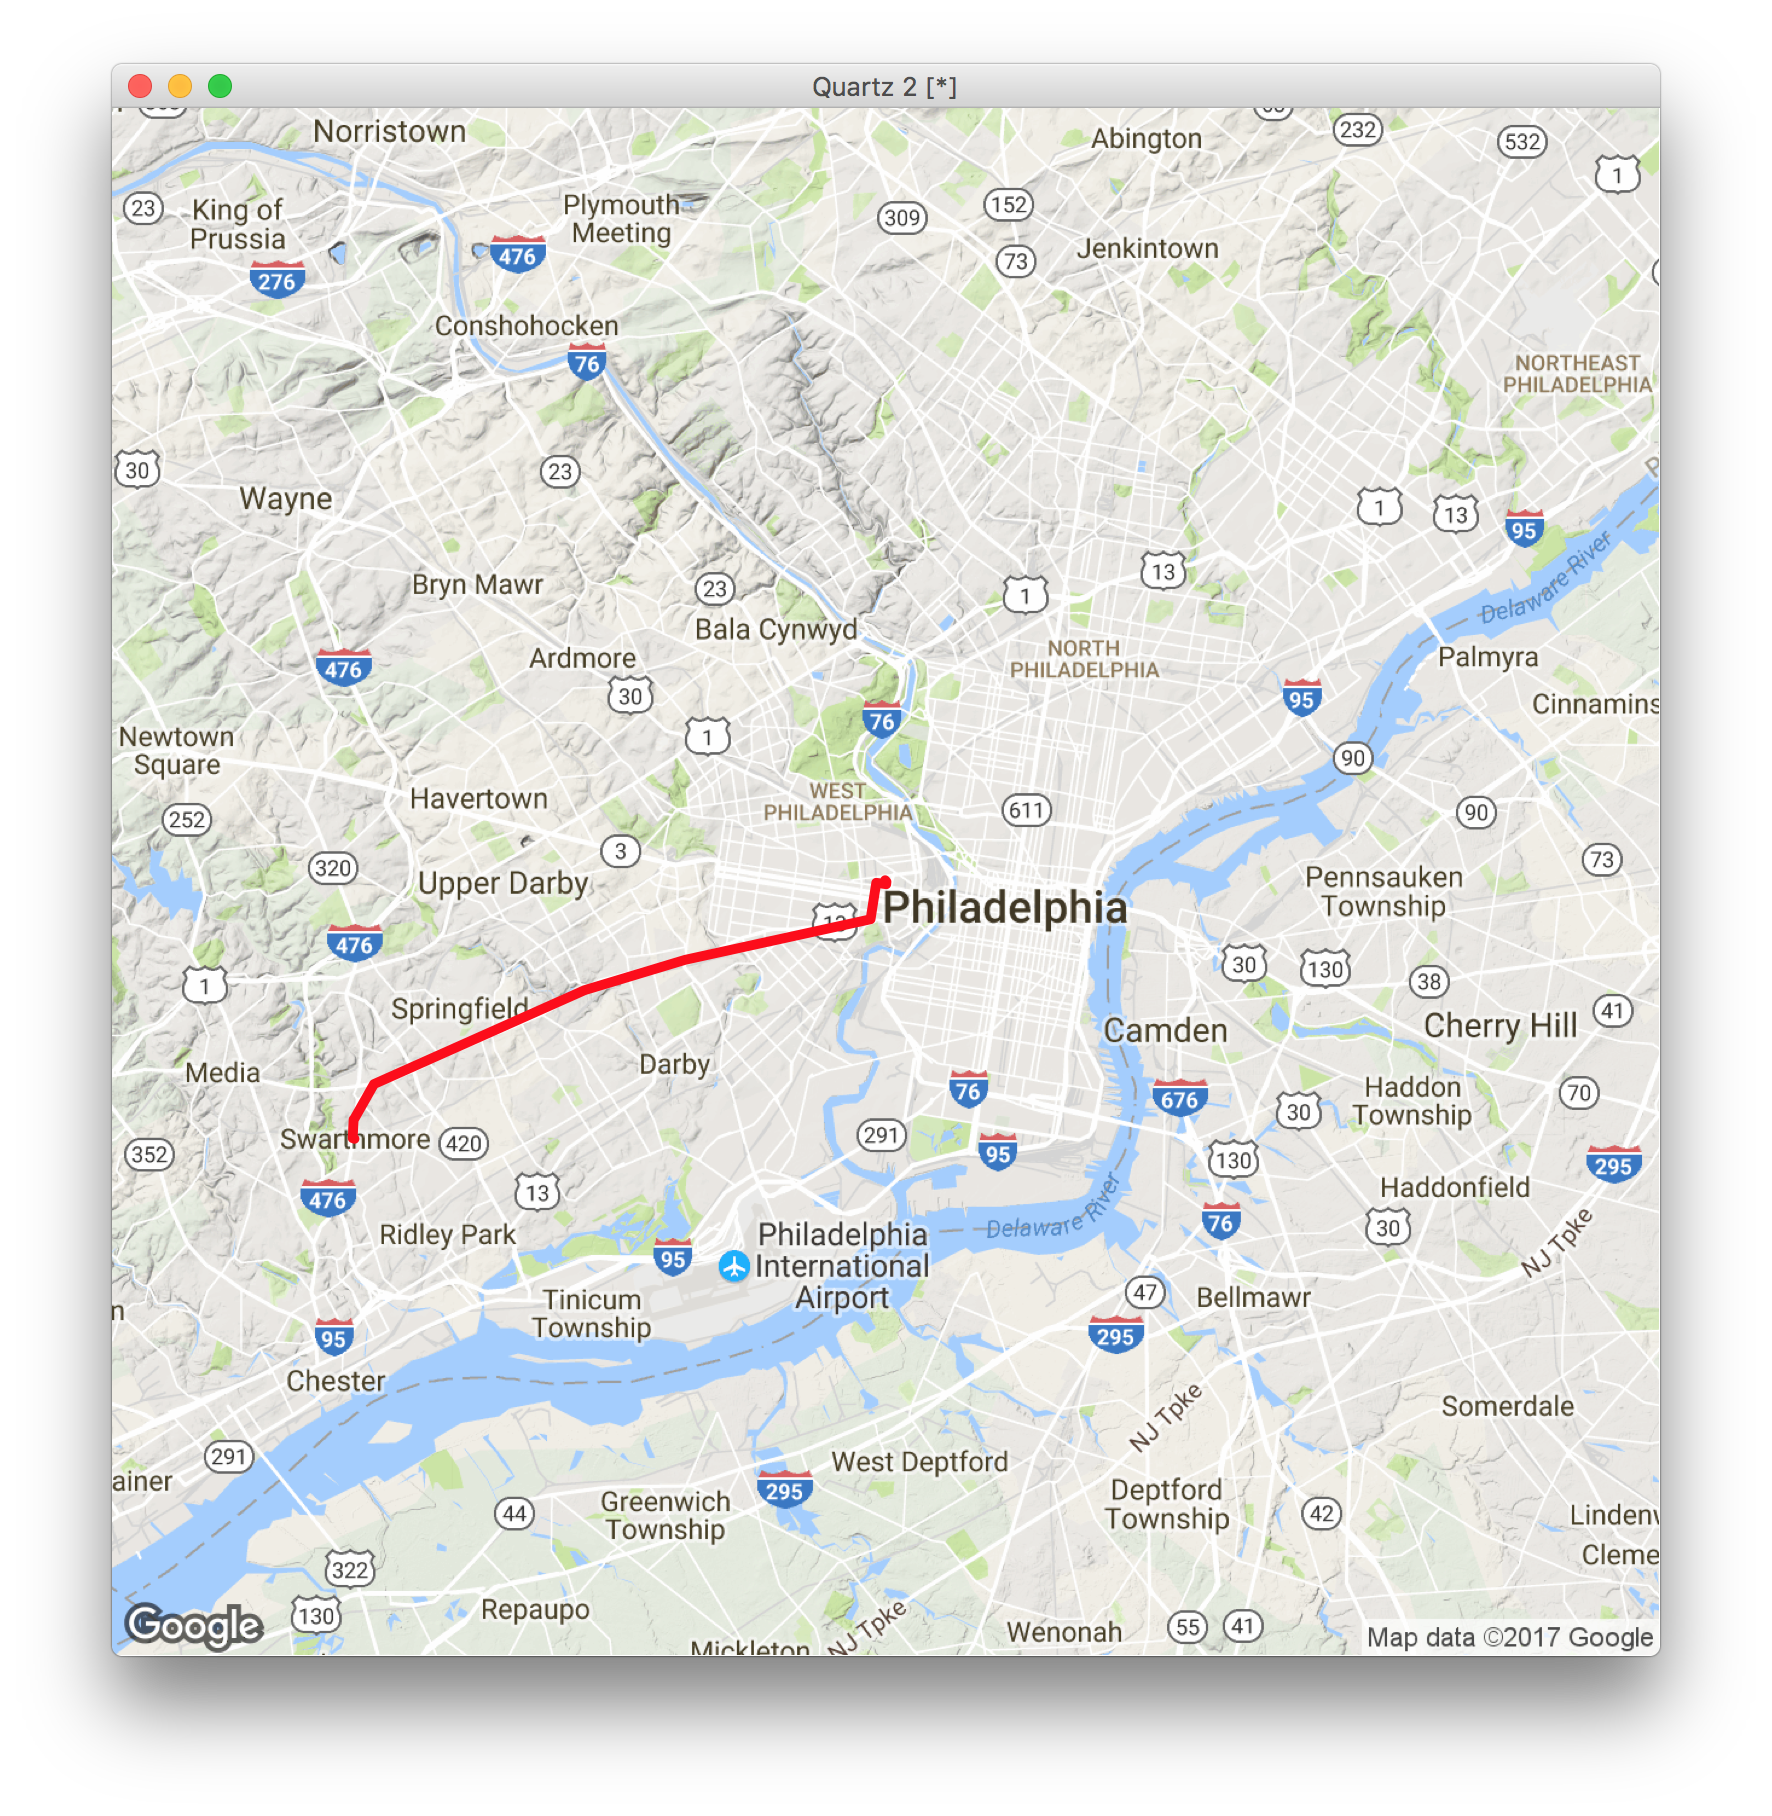 Quartz 2 [*]
Norristown
Abington
232
532
1
23
King of
Prussia
Plymouth
Meeting
309
152
476
276
73
Jenkintown
Conshohocken
76
NORTHEAST
PHILADELPHIA
30
23
Wayne
1
13
95
Delaware River
Bryn Mawr
23
1
13
Bala Cynwyd
NORTH
PHILADELPHIA
Ardmore
476
30
Palmyra
95
Cinnamins
76
1
Newtown
Square
90
Havertown
WEST
PHILADELPHIA
611
90
252
3
73
320
Upper Darby
Pennsauken
Township
Philadelphia
13
476
30
130
38
1
Springfield
41
Camden
Cherry Hill
Media
Darby
76
676
Haddon
Township
70
30
Swarthmore
420
291
95
130
352
295
476
13
Haddonfield
Delaware River
76
30
NJ Tpke
Ridley Park
Philadelphia
International
Airport
95
Tinicum
Township
47
Bellmawr
n
95
295
Chester
NJ Tpke
Somerdale
291
West Deptford
ainer
295
Deptford
Township
44
Greenwich
Township
42
Linden
Cleme
322
130
Repaupo
NJ Tpke
Wenonah
55
41
Mickleton
Google
Map data ©2017 Google